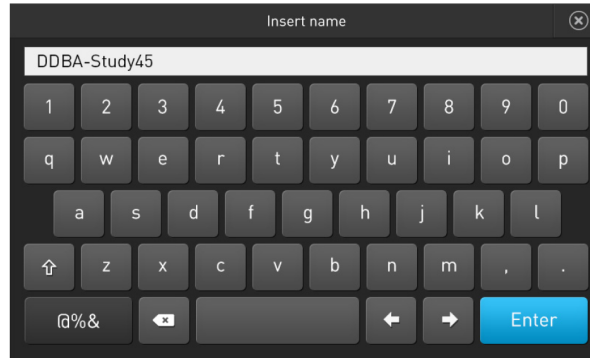 Insert name
DDBA-Study45
1 2 3 4 5 6 7 8 9 0
q w e r t y u i o p
a s d f g h j k l
z x c v b n m , .
@%& Enter